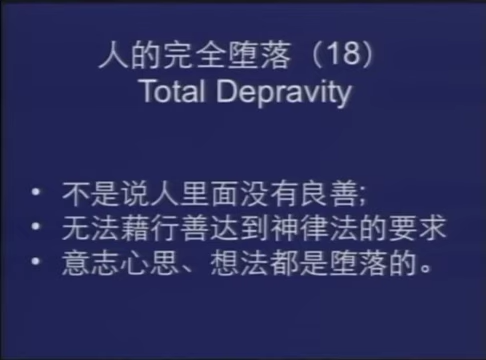 人的完全堕落（18）
Total Depravity
• 不是说人里面没有良善;
• 无法藉行善达到神律法的要求
• 意志心思、想法都是堕落的。